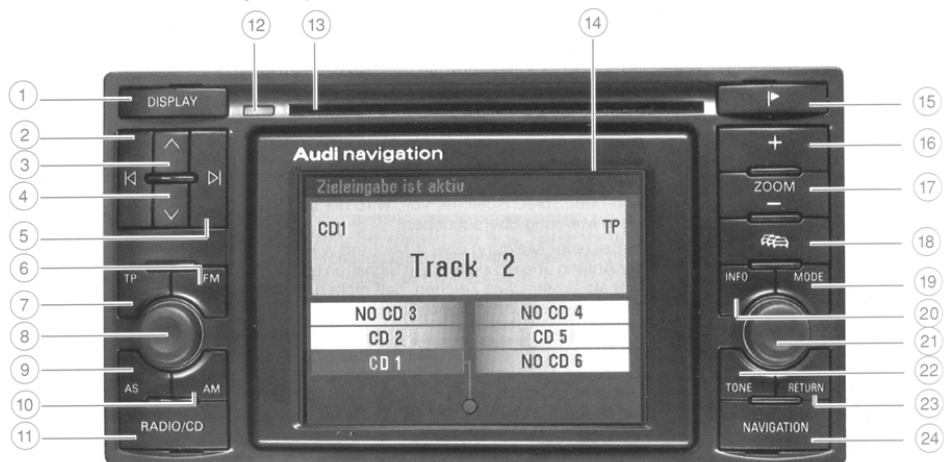 12 13 14
1 DISPLAY 15
2
3
4
5
6
7
8
9
10
11
TP FM
AS AM
RADIO/CD
Audi navigation
Zieleingabe ist aktiv
CD1 TP
Track 2
NO CD 3 NO CD 4
CD 2 CD 5
CD 1 NO CD 6
+ 16
ZOOM 17
− 18
INFO MODE 19
20
21
22
TONE RETURN 23
NAVIGATION 24